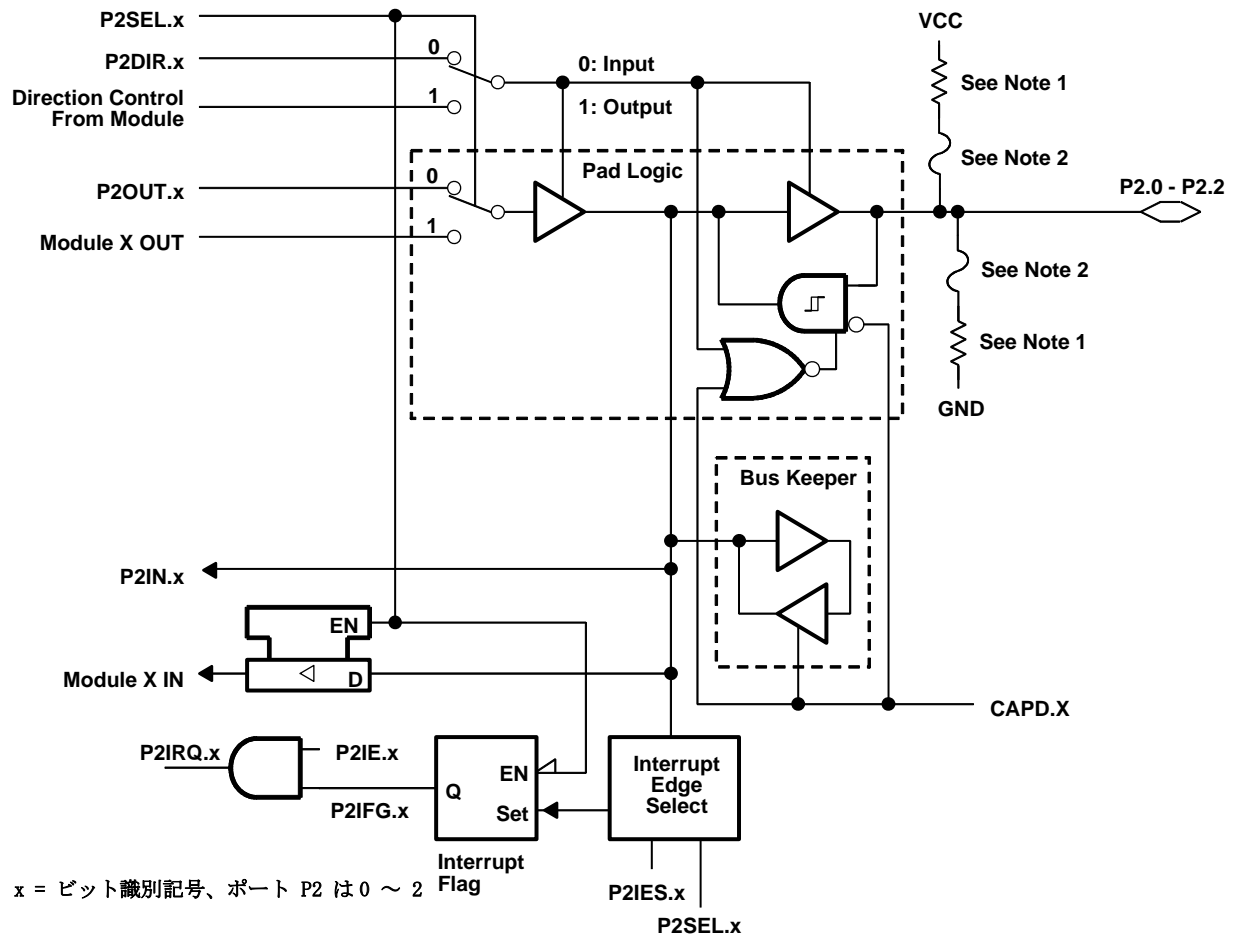 P2SEL.x
P2DIR.x
Direction Control
From Module
0
1
0: Input
1: Output
P2OUT.x
Module X OUT
0
1
Pad Logic
VCC
See Note 1
See Note 2
P2.0 - P2.2
See Note 2
See Note 1
GND
Bus Keeper
P2IN.x
EN
Module X IN
D
CAPD.X
P2IRQ.x
P2IE.x
P2IFG.x
EN
Q
Set
Interrupt
Edge
Select
Interrupt
Flag
P2IES.x
P2SEL.x
x = ビット識別記号、ポート P2 は 0 ～ 2